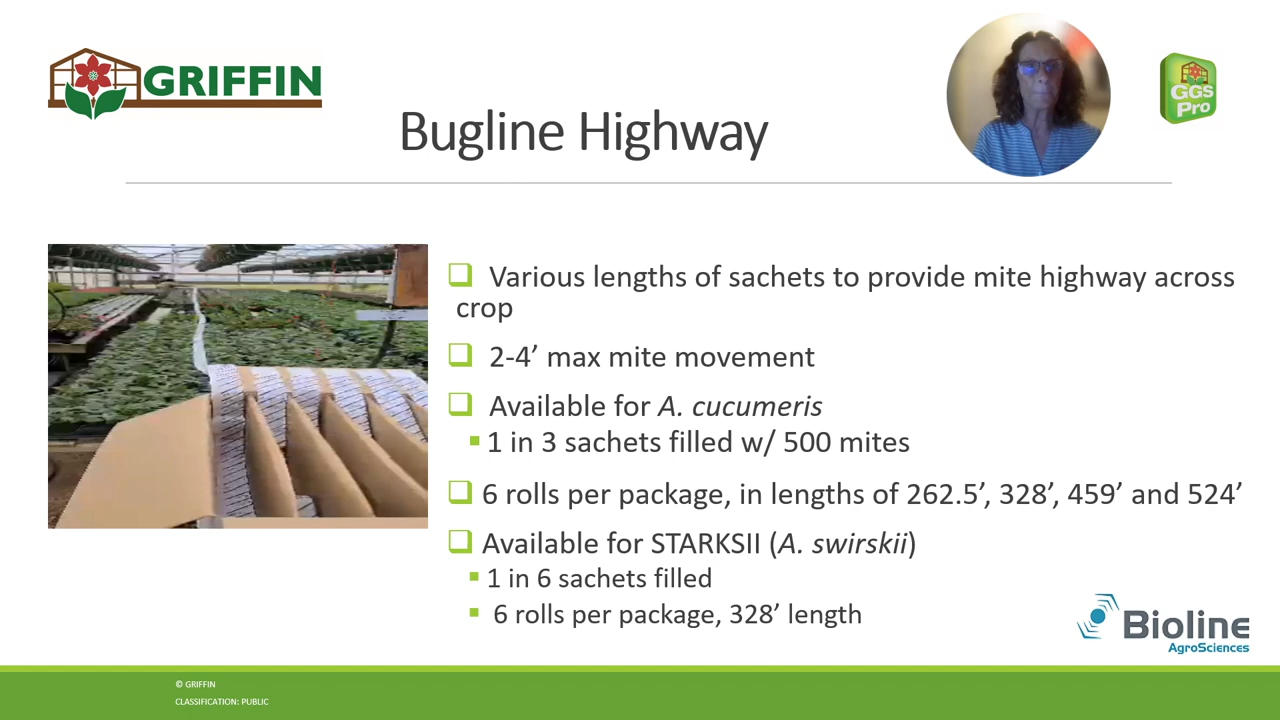 GRIFFIN
GGS
Pro
Bugline Highway
Various lengths of sachets to provide mite highway across
crop
2-4’ max mite movement
Available for A. cucumeris
1 in 3 sachets filled w/ 500 mites
6 rolls per package, in lengths of 262.5’, 328’, 459’ and 524’
Available for STARKSII (A. swirskii)
1 in 6 sachets filled
6 rolls per package, 328’ length
Bioline
AgroSciences
© GRIFFIN
CLASSIFICATION: PUBLIC